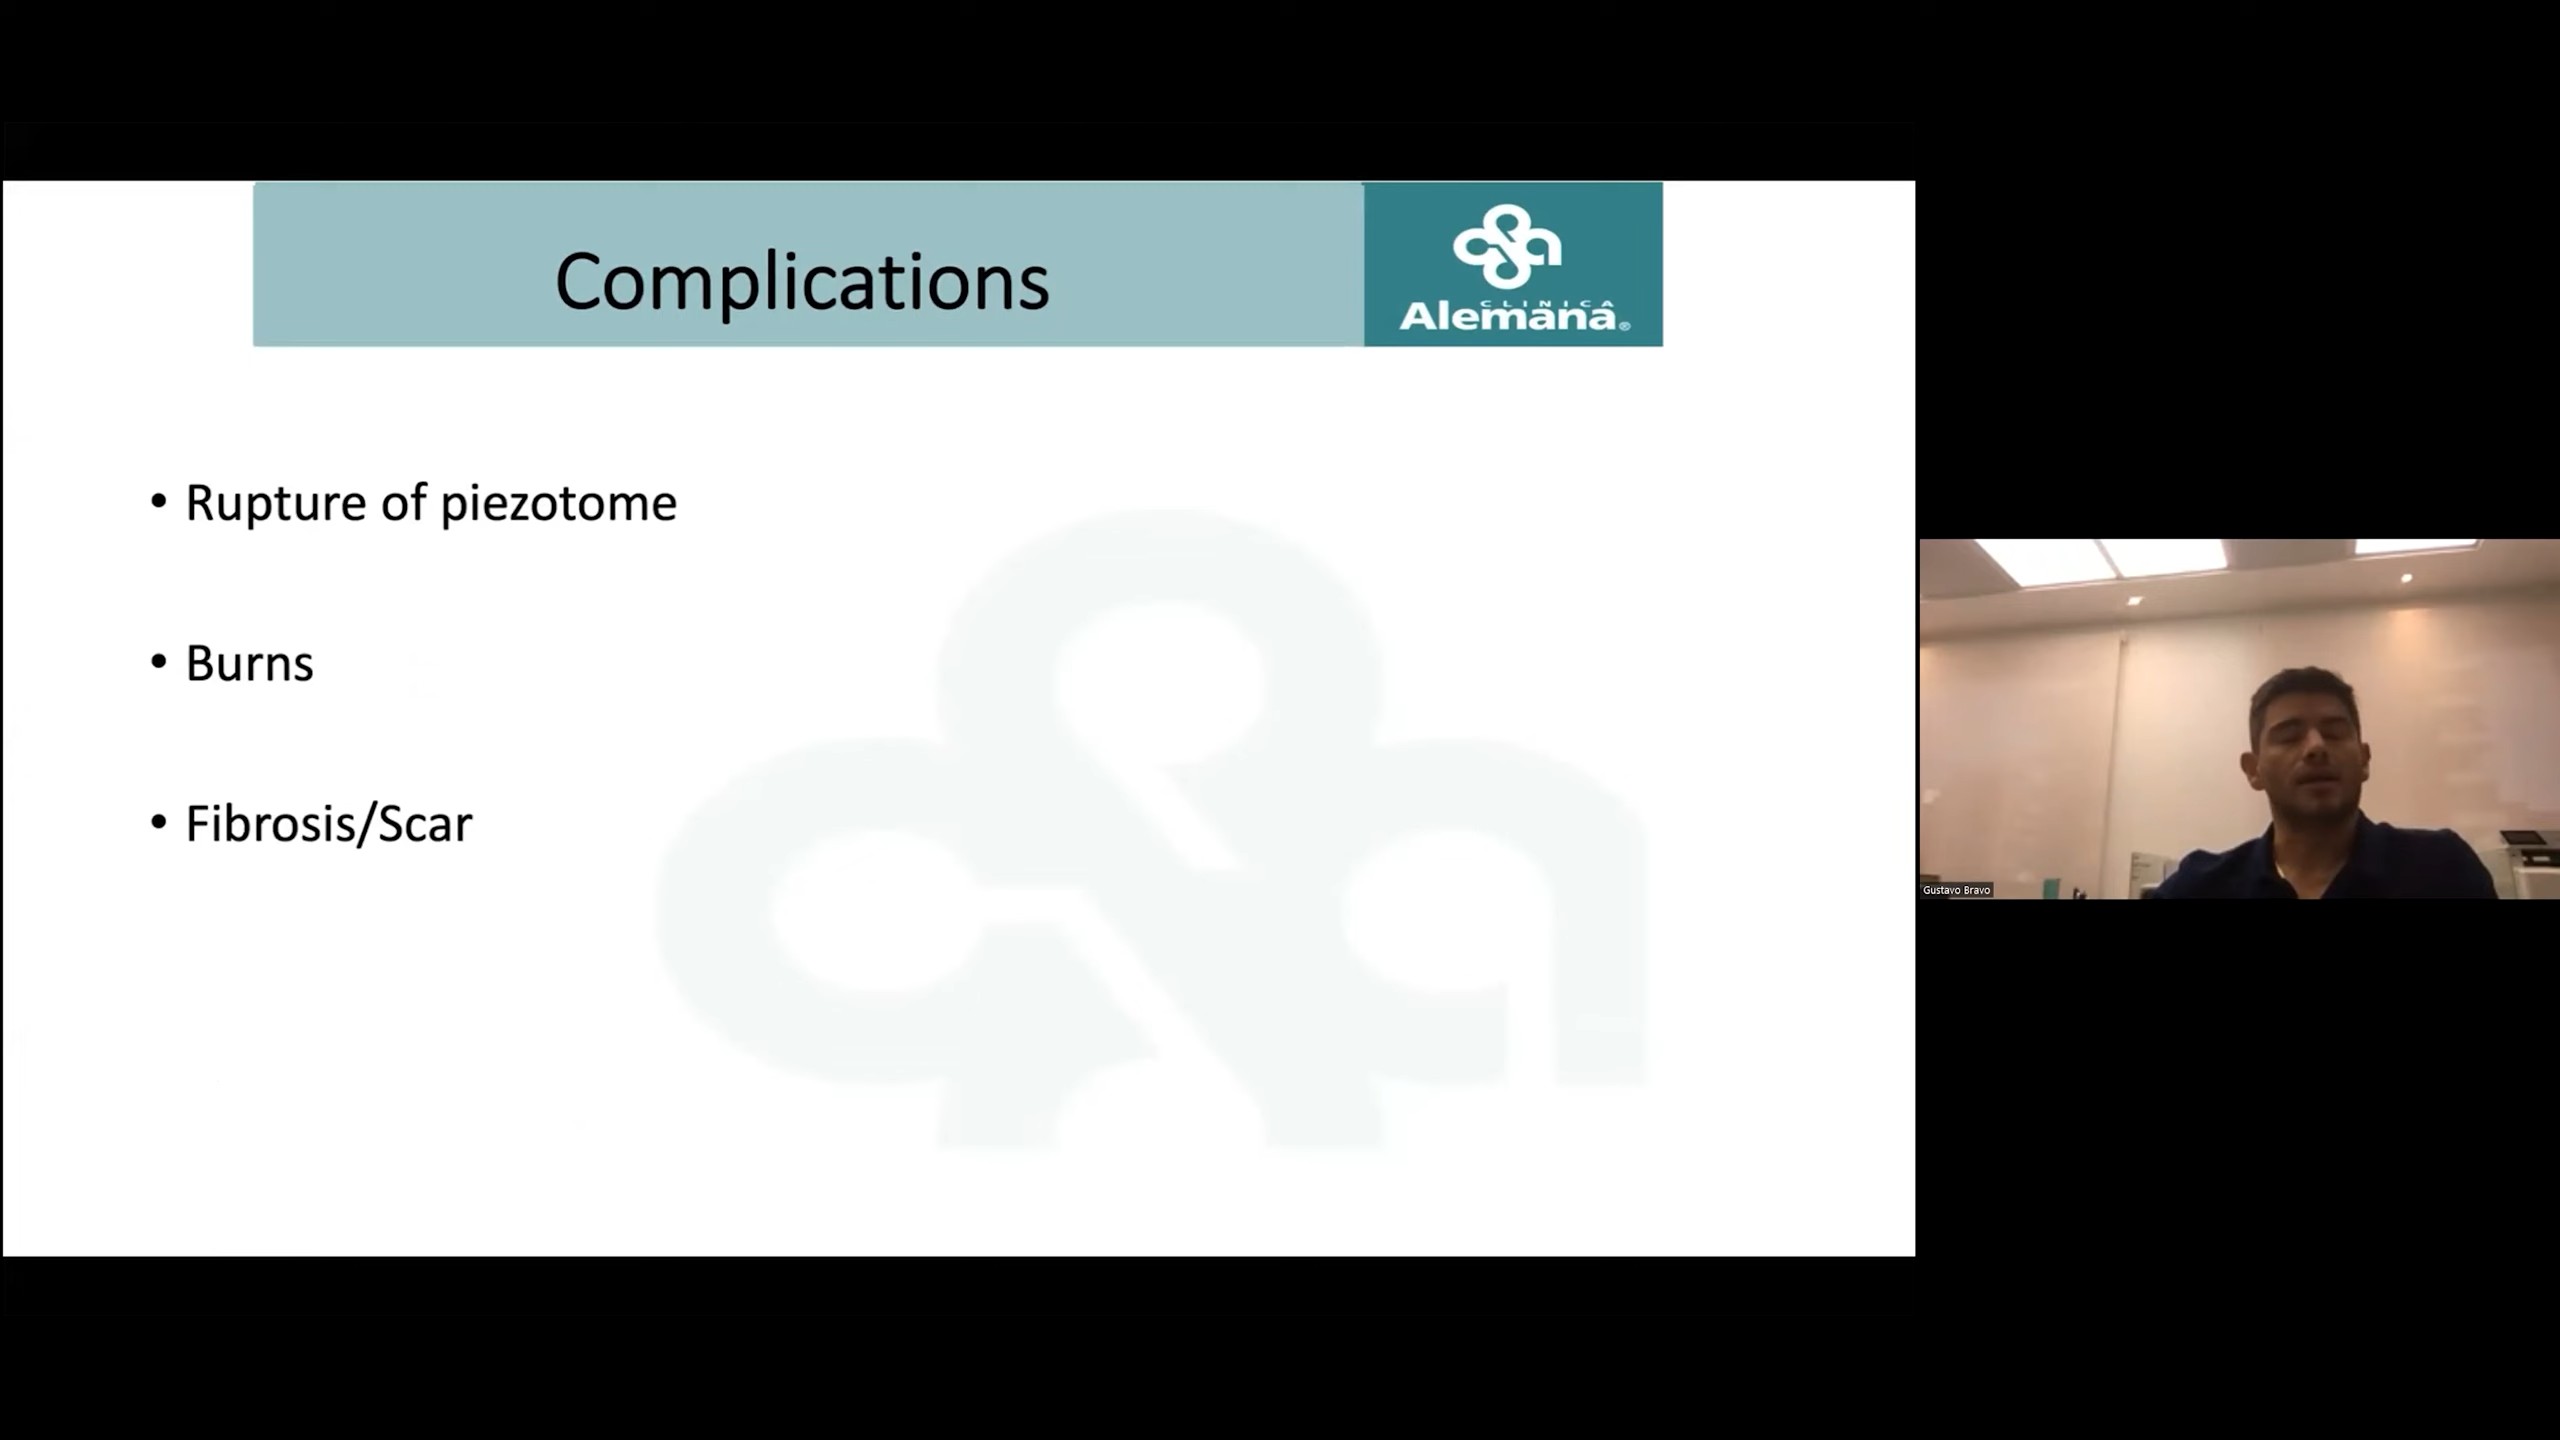 Complications
CLINICA
Alemana®
• Rupture of piezotome
• Burns
• Fibrosis/Scar
Gustavo Bravo